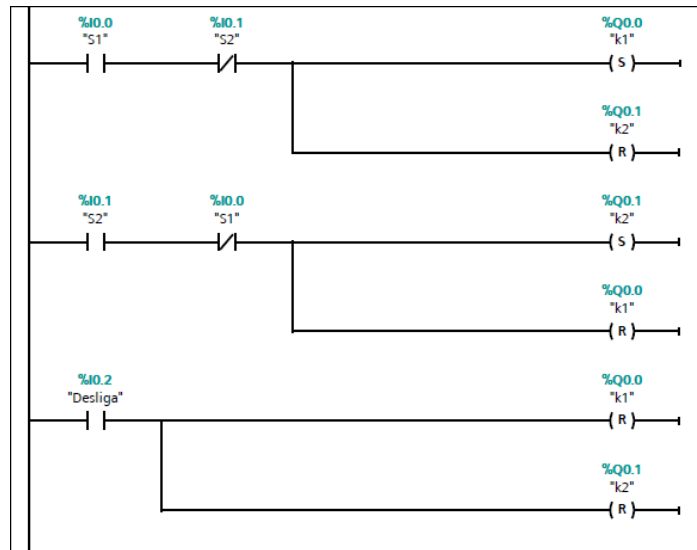 %I0.0 %I0.1 %Q0.0
"S1" "S2" "k1"
S
%Q0.1
"k2"
R
%I0.1 %I0.0 %Q0.1
"S2" "S1" "k2"
S
%Q0.0
"k1"
R
%I0.2 %Q0.0
"Desliga" "k1"
R
%Q0.1
"k2"
R